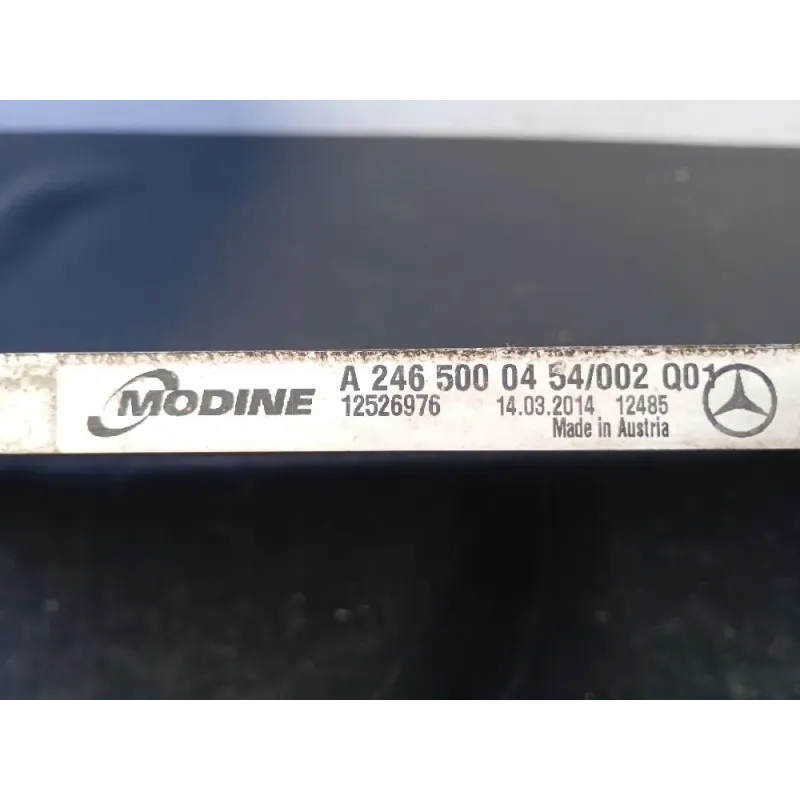 MODINE
A 246 500 04 54/002 Q01
12526976 14.03.2014 12485
Made in Austria